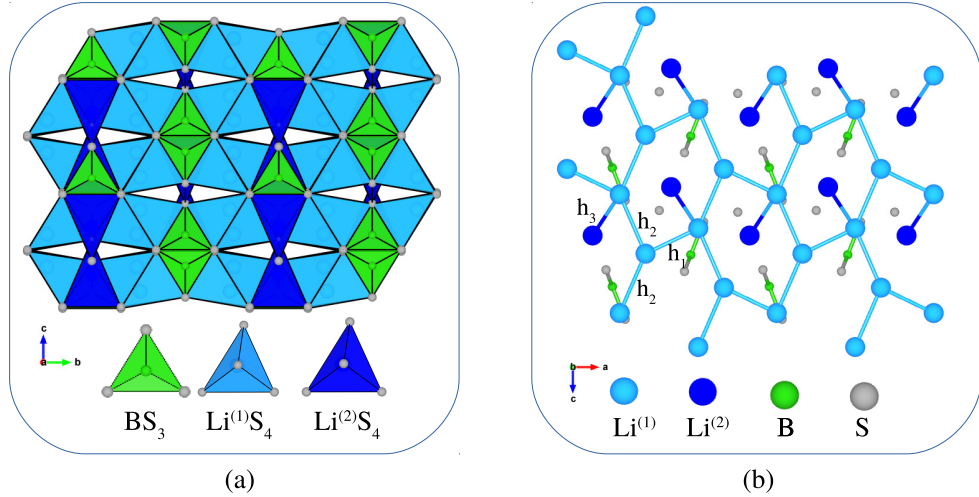 c
a
b
BS₃
Li⁽¹⁾S₄
Li⁽²⁾S₄
(a)
h₃
h₂
h₁
h₂
b
a
c
Li⁽¹⁾
Li⁽²⁾
B
S
(b)